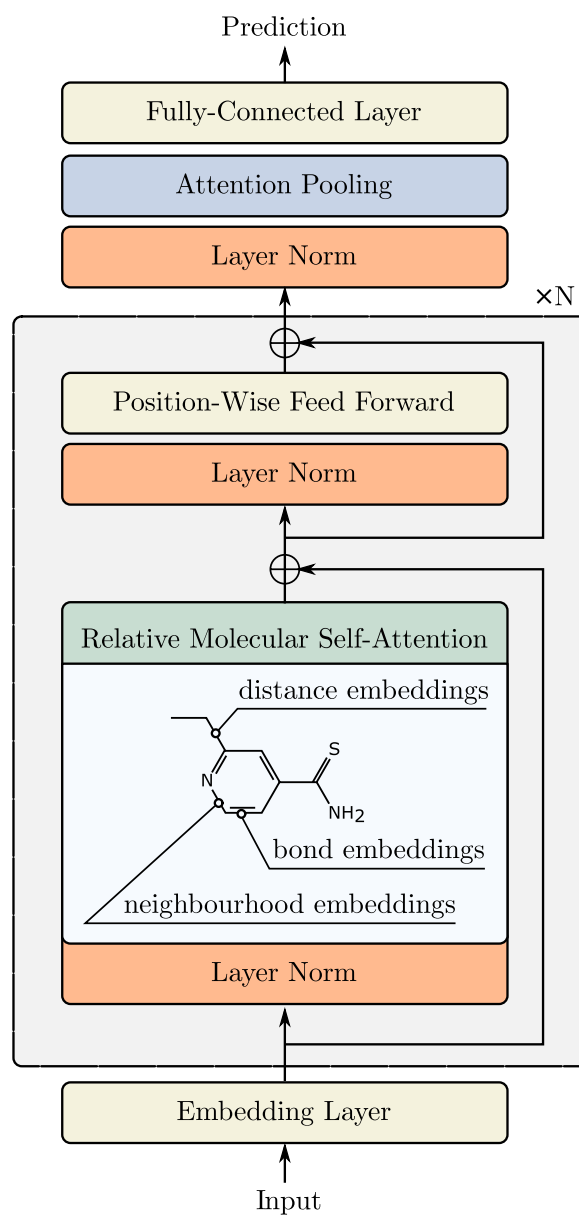 Prediction
Fully-Connected Layer
Attention Pooling
Layer Norm
×N
Position-Wise Feed Forward
Layer Norm
Relative Molecular Self-Attention
distance embeddings
S
N
NH2
bond embeddings
neighbourhood embeddings
Layer Norm
Embedding Layer
Input